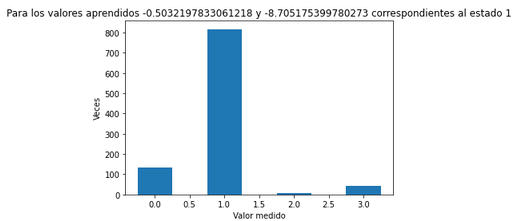 Para los valores aprendidos -0.5032197833061218 y -8.705175399780273 correspondientes al estado 1
800
700
600
500
400
300
200
100
0
Veces
0.0 0.5 1.0 1.5 2.0 2.5 3.0
Valor medido